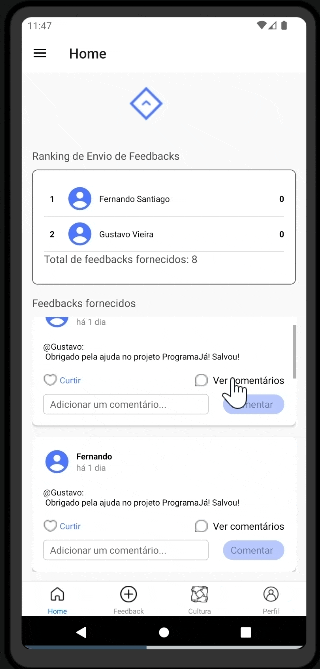 11:47
Home
Ranking de Envio de Feedbacks
1 Fernando Santiago 0
2 Gustavo Vieira 0
Total de feedbacks fornecidos: 8
Feedbacks fornecidos
há 1 dia
@Gustavo:
Obrigado pela ajuda no projeto ProgramaJá! Salvou!
Curtir Ver comentários
Adicionar um comentário... Comentar
Fernando
há 1 dia
@Gustavo:
Obrigado pela ajuda no projeto ProgramaJá! Salvou!
Curtir Ver comentários
Adicionar um comentário... Comentar
Home Feedback Cultura Perfil